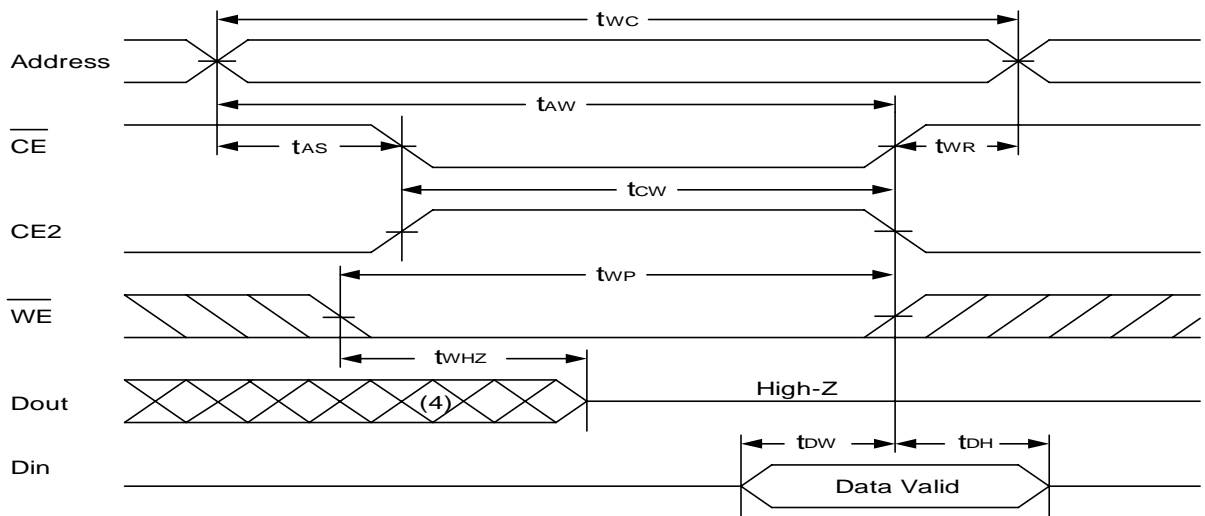 tWC
Address
tAW
CE
tAS
tWR
tCW
CE2
tWP
WE
tWHZ
Dout
(4)
High-Z
tDW
tDH
Din
Data Valid